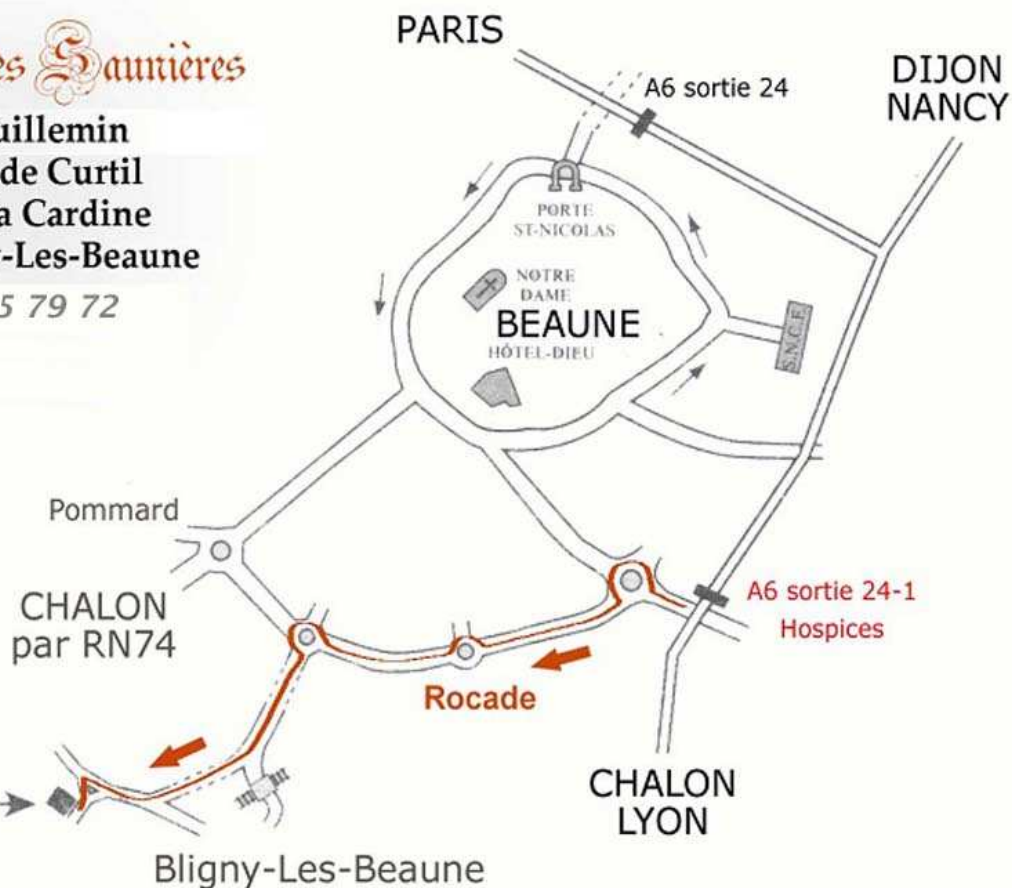 es Saunières
uillemin
de Curtil
a Cardine
-Les-Beaune
5 79 72
PARIS
A6 sortie 24
DIJON
NANCY
PORTE
ST-NICOLAS
NOTRE
DAME
BEAUNE
HÔTEL-DIEU
S.N.C.F.
Pommard
CHALON
par RN74
A6 sortie 24-1
Hospices
Rocade
CHALON
LYON
Bligny-Les-Beaune